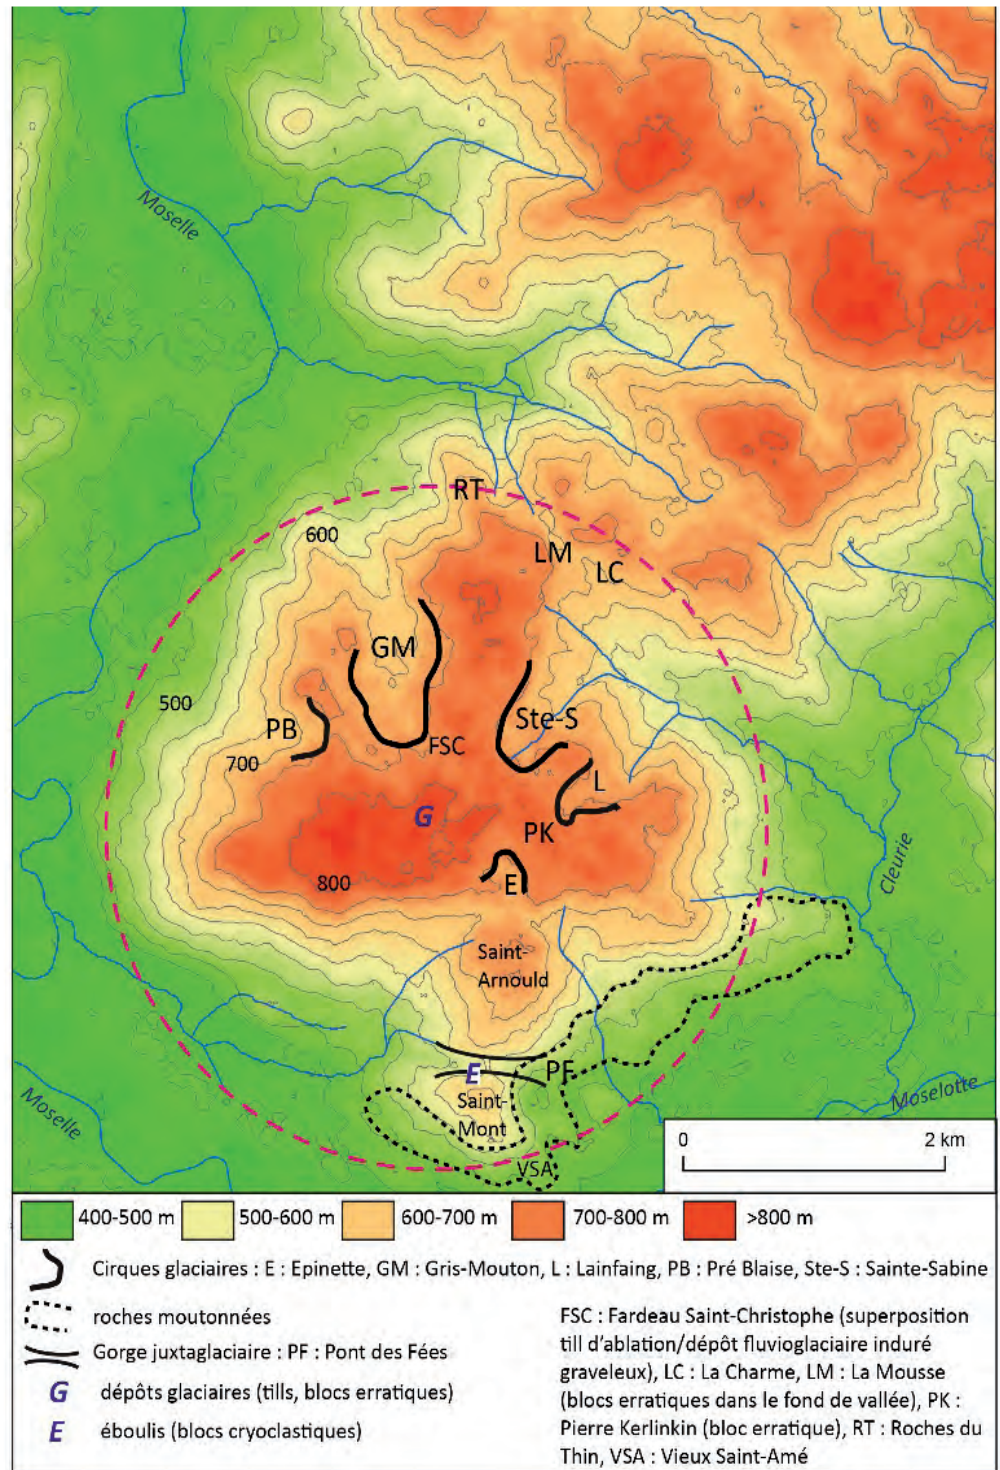 Moselle
RT
600
LM
LC
GM
500
Ste-S
PB
FSC
700
L
G
PK
Cleurie
800
E
Saint-
Arnould
PF
E
Moselotte
Moselle
Saint-
Mont
0 2 km
VSA
400-500 m 500-600 m 600-700 m 700-800 m >800 m
Cirques glaciaires : E : Epinette, GM : Gris-Mouton, L : Lainfaing, PB : Pré Blaise, Ste-S : Sainte-Sabine
roches moutonnées
Gorge juxtaglaciaire : PF : Pont des Fées
G dépôts glaciaires (tills, blocs erratiques)
E éboulis (blocs cryoclastiques)
FSC : Fardeau Saint-Christophe (superposition
till d'ablation/dépôt fluvioglaciaire induré
graveleux), LC : La Charme, LM : La Mousse
(blocs erratiques dans le fond de vallée), PK :
Pierre Kerlinkin (bloc erratique), RT : Roches du
Thin, VSA : Vieux Saint-Amé